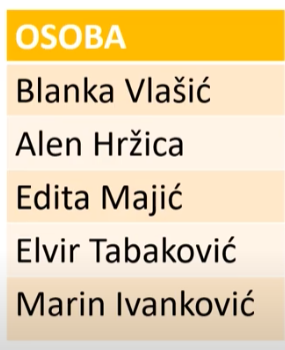 OSOBA
Blanka Vlašić
Alen Hržica
Edita Majić
Elvir Tabaković
Marin Ivanković